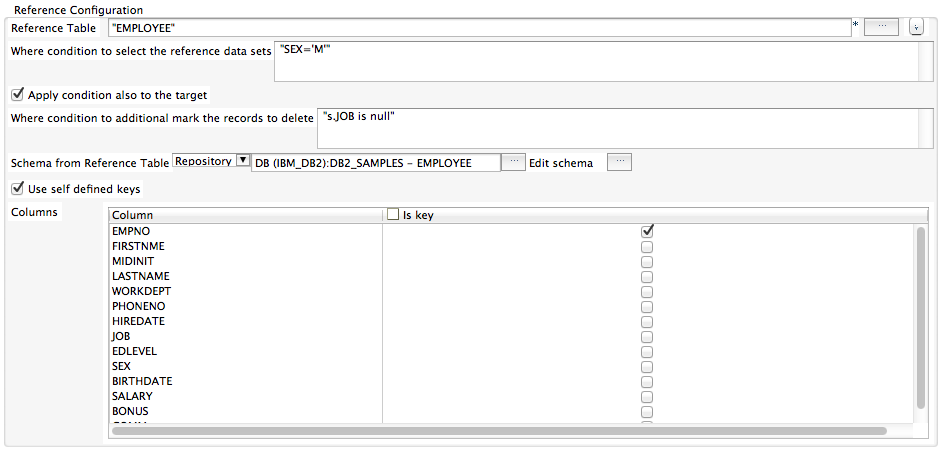 Reference Configuration
Reference Table "EMPLOYEE" * ...
Where condition to select the reference data sets "SEX='M'"
Apply condition also to the target
Where condition to additional mark the records to delete "s.JOB is null"
Schema from Reference Table Repository DB (IBM_DB2):DB2_SAMPLES - EMPLOYEE ... Edit schema ...
Use self defined keys
Columns
Column Is key
EMPNO
FIRSTNME
MIDINIT
LASTNAME
WORKDEPT
PHONENO
HIREDATE
JOB
EDLEVEL
SEX
BIRTHDATE
SALARY
BONUS